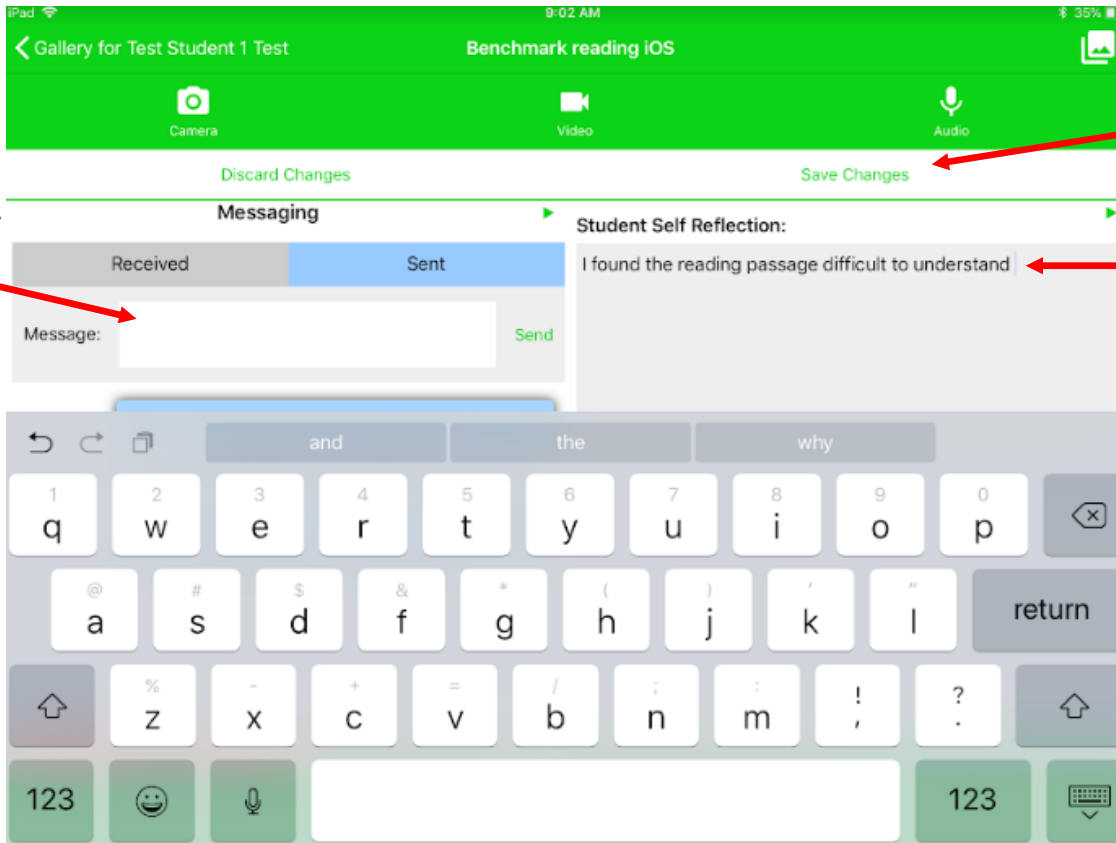 iPad 9:02 AM 35%
Gallery for Test Student 1 Test Benchmark reading iOS
Camera Video Audio
Discard Changes Save Changes
Messaging
Student Self Reflection:
Received Sent
I found the reading passage difficult to understand
Message: Send
and the why
1 2 3 4 5 6 7 8 9 0
q w e r t y u i o p
@ # $ & * ( ) ' "
a s d f g h j k l return
% - + = / ; : ! ?
z x c v b n m , .
123 123